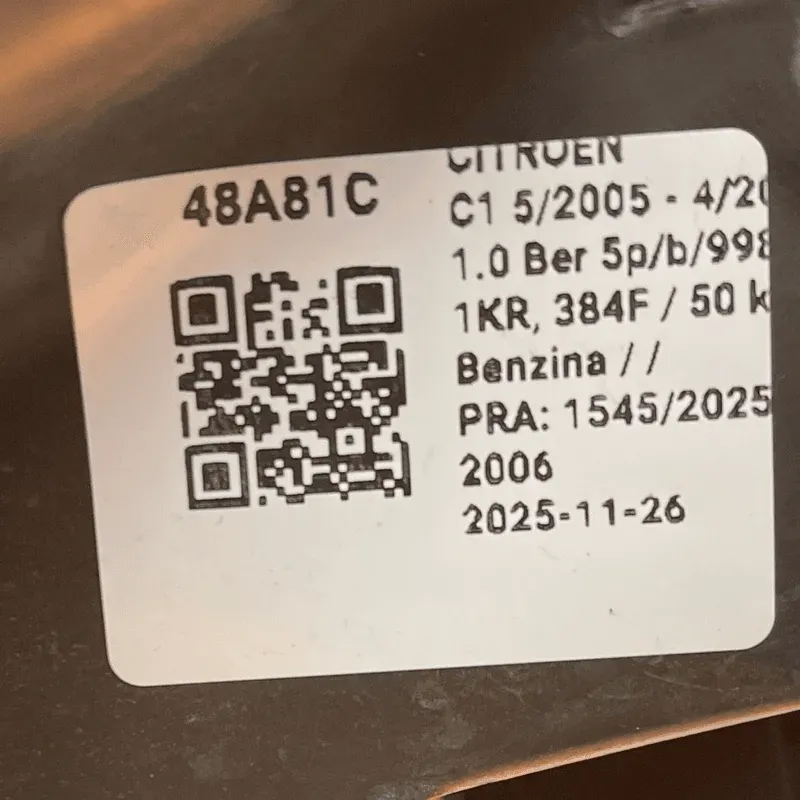 48A81C
CITROEN
C1 5/2005 - 4/20
1.0 Ber 5p/b/998
1KR, 384F / 50 k
Benzina / /
PRA: 1545/2025
2006
2025-11-26